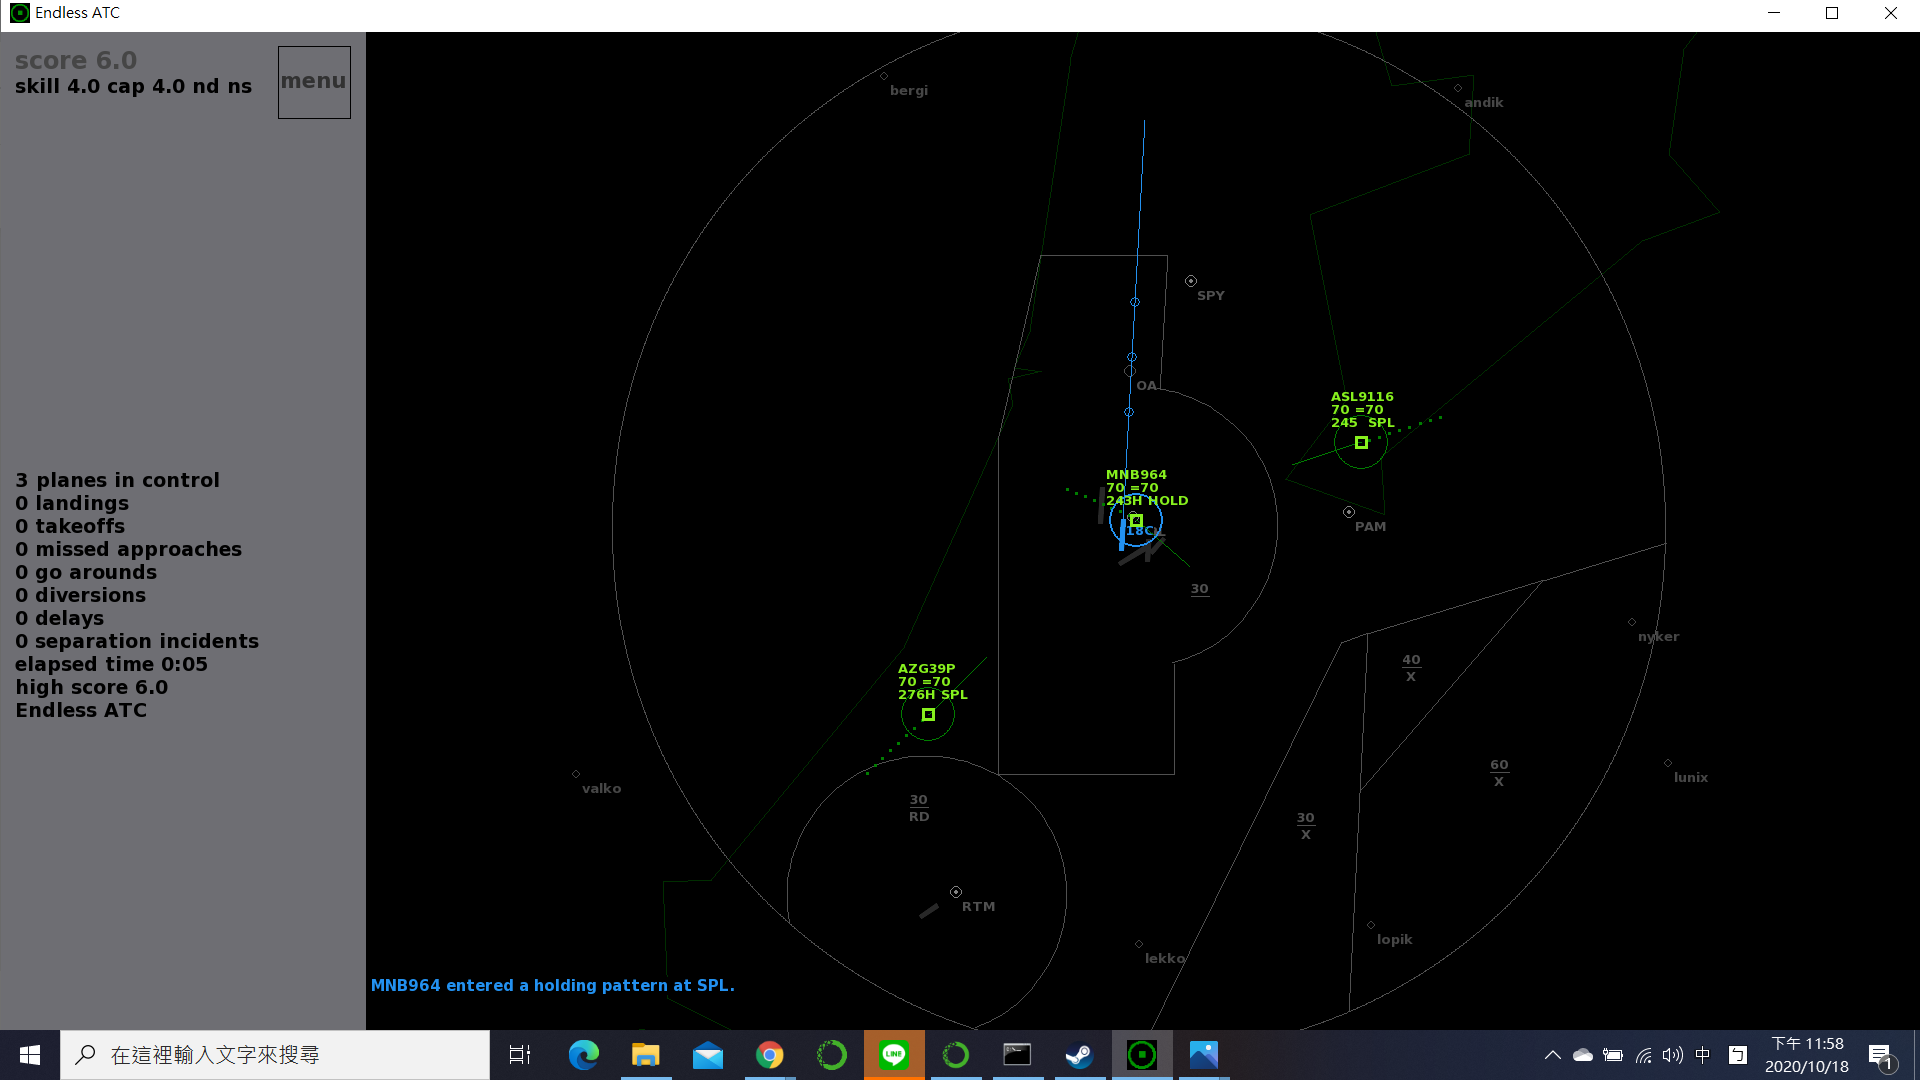 Endless ATC
score 6.0
skill 4.0 cap 4.0 nd ns
menu
3 planes in control
0 landings
0 takeoffs
0 missed approaches
0 go arounds
0 diversions
0 delays
0 separation incidents
elapsed time 0:05
high score 6.0
Endless ATC
bergi
andik
SPY
OA
ASL9116
70 =70
245 SPL
MNB964
70 =70
243H HOLD
18C
PAM
30
nyker
40
X
AZG39P
70 =70
276H SPL
60
X
lunix
valko
30
RD
30
X
RTM
lopik
lekko
MNB964 entered a holding pattern at SPL.
在這裡輸入文字來搜尋
LINE
中
ㄅ
下午 11:58
2020/10/18
1